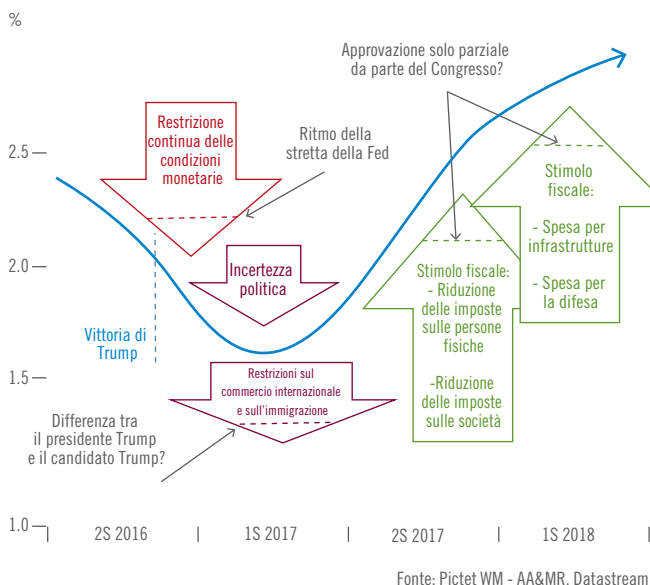 %
Approvazione solo parziale
da parte del Congresso?
Restrizione
continua delle
condizioni
monetarie
Ritmo della
stretta della Fed
2.5
Stimolo
fiscale:
- Spesa per
infrastrutture
- Spesa per
la difesa
2.0
Incertezza
politica
Stimolo fiscale:
- Riduzione
delle imposte
sulle persone
fisiche
-Riduzione
delle imposte
sulle società
Vittoria di
Trump
1.5
Restrizioni sul
commercio internazionale
e sull'immigrazione
Differenza tra
il presidente Trump
e il candidato Trump?
1.0
2S 2016 1S 2017 2S 2017 1S 2018
Fonte: Pictet WM - AA&MR, Datastream